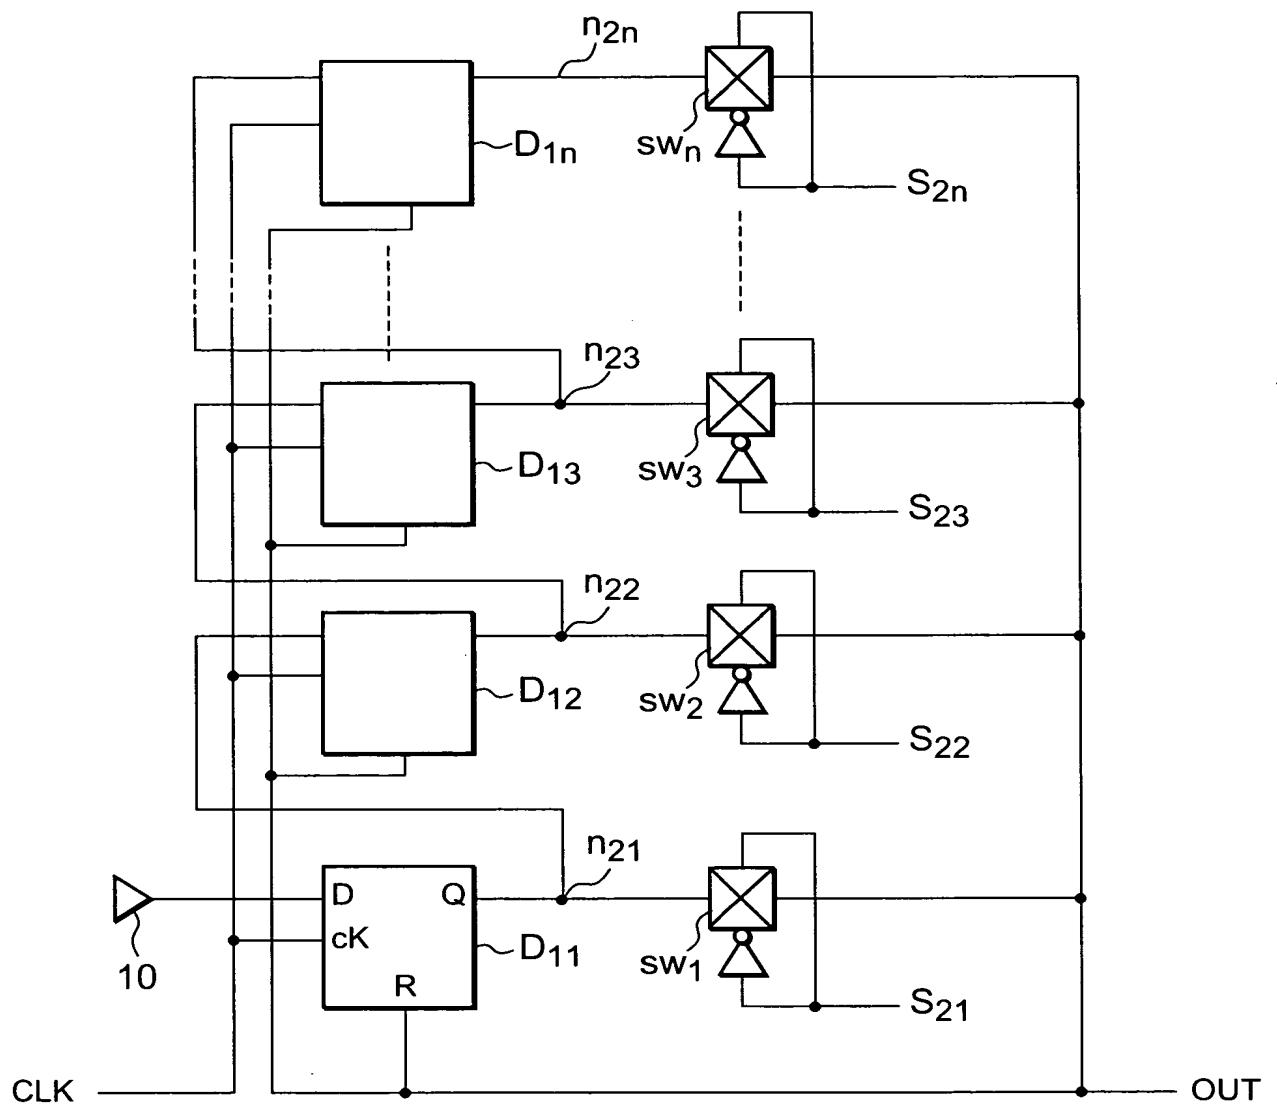 n2n
D1n
swn
S2n
n23
D13
sw3
S23
n22
D12
sw2
S22
n21
D Q
cK
R
D11
10
sw1
S21
CLK
OUT